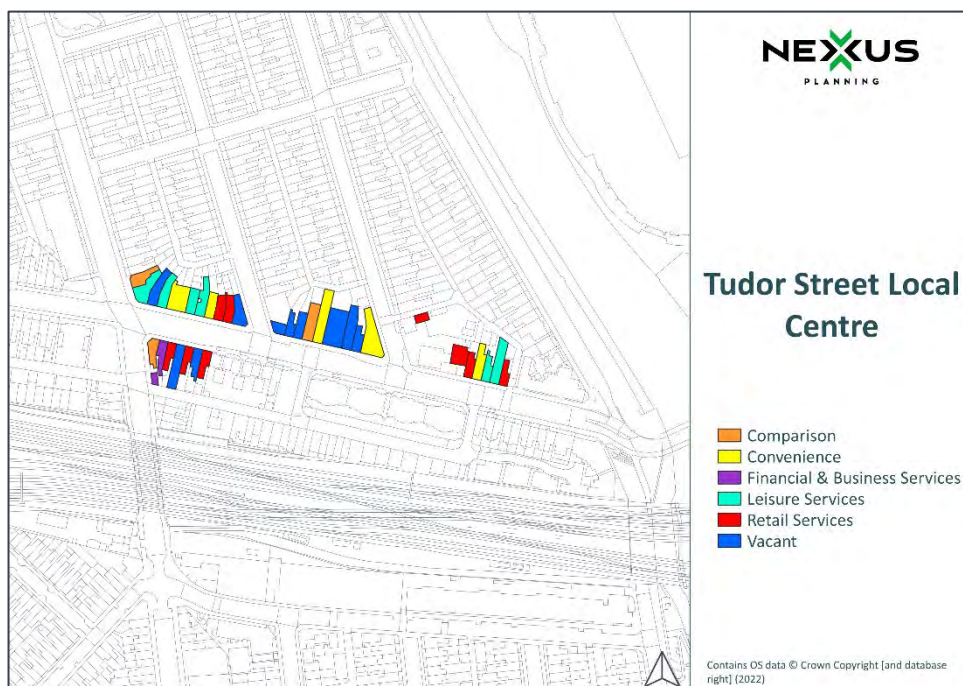 NEXUS
PLANNING
Tudor Street Local
Centre
Comparison
Convenience
Financial & Business Services
Leisure Services
Retail Services
Vacant
Contains OS data © Crown Copyright [and database
right] (2022)